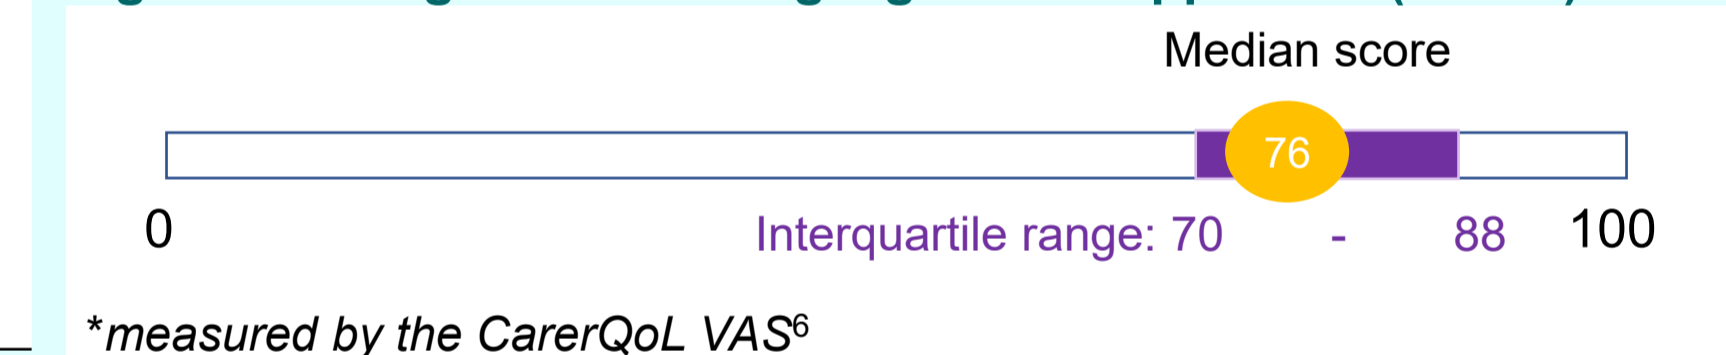 Median score
76
0
Interquartile range: 70 - 88
100
*measured by the CarerQoL VAS⁶